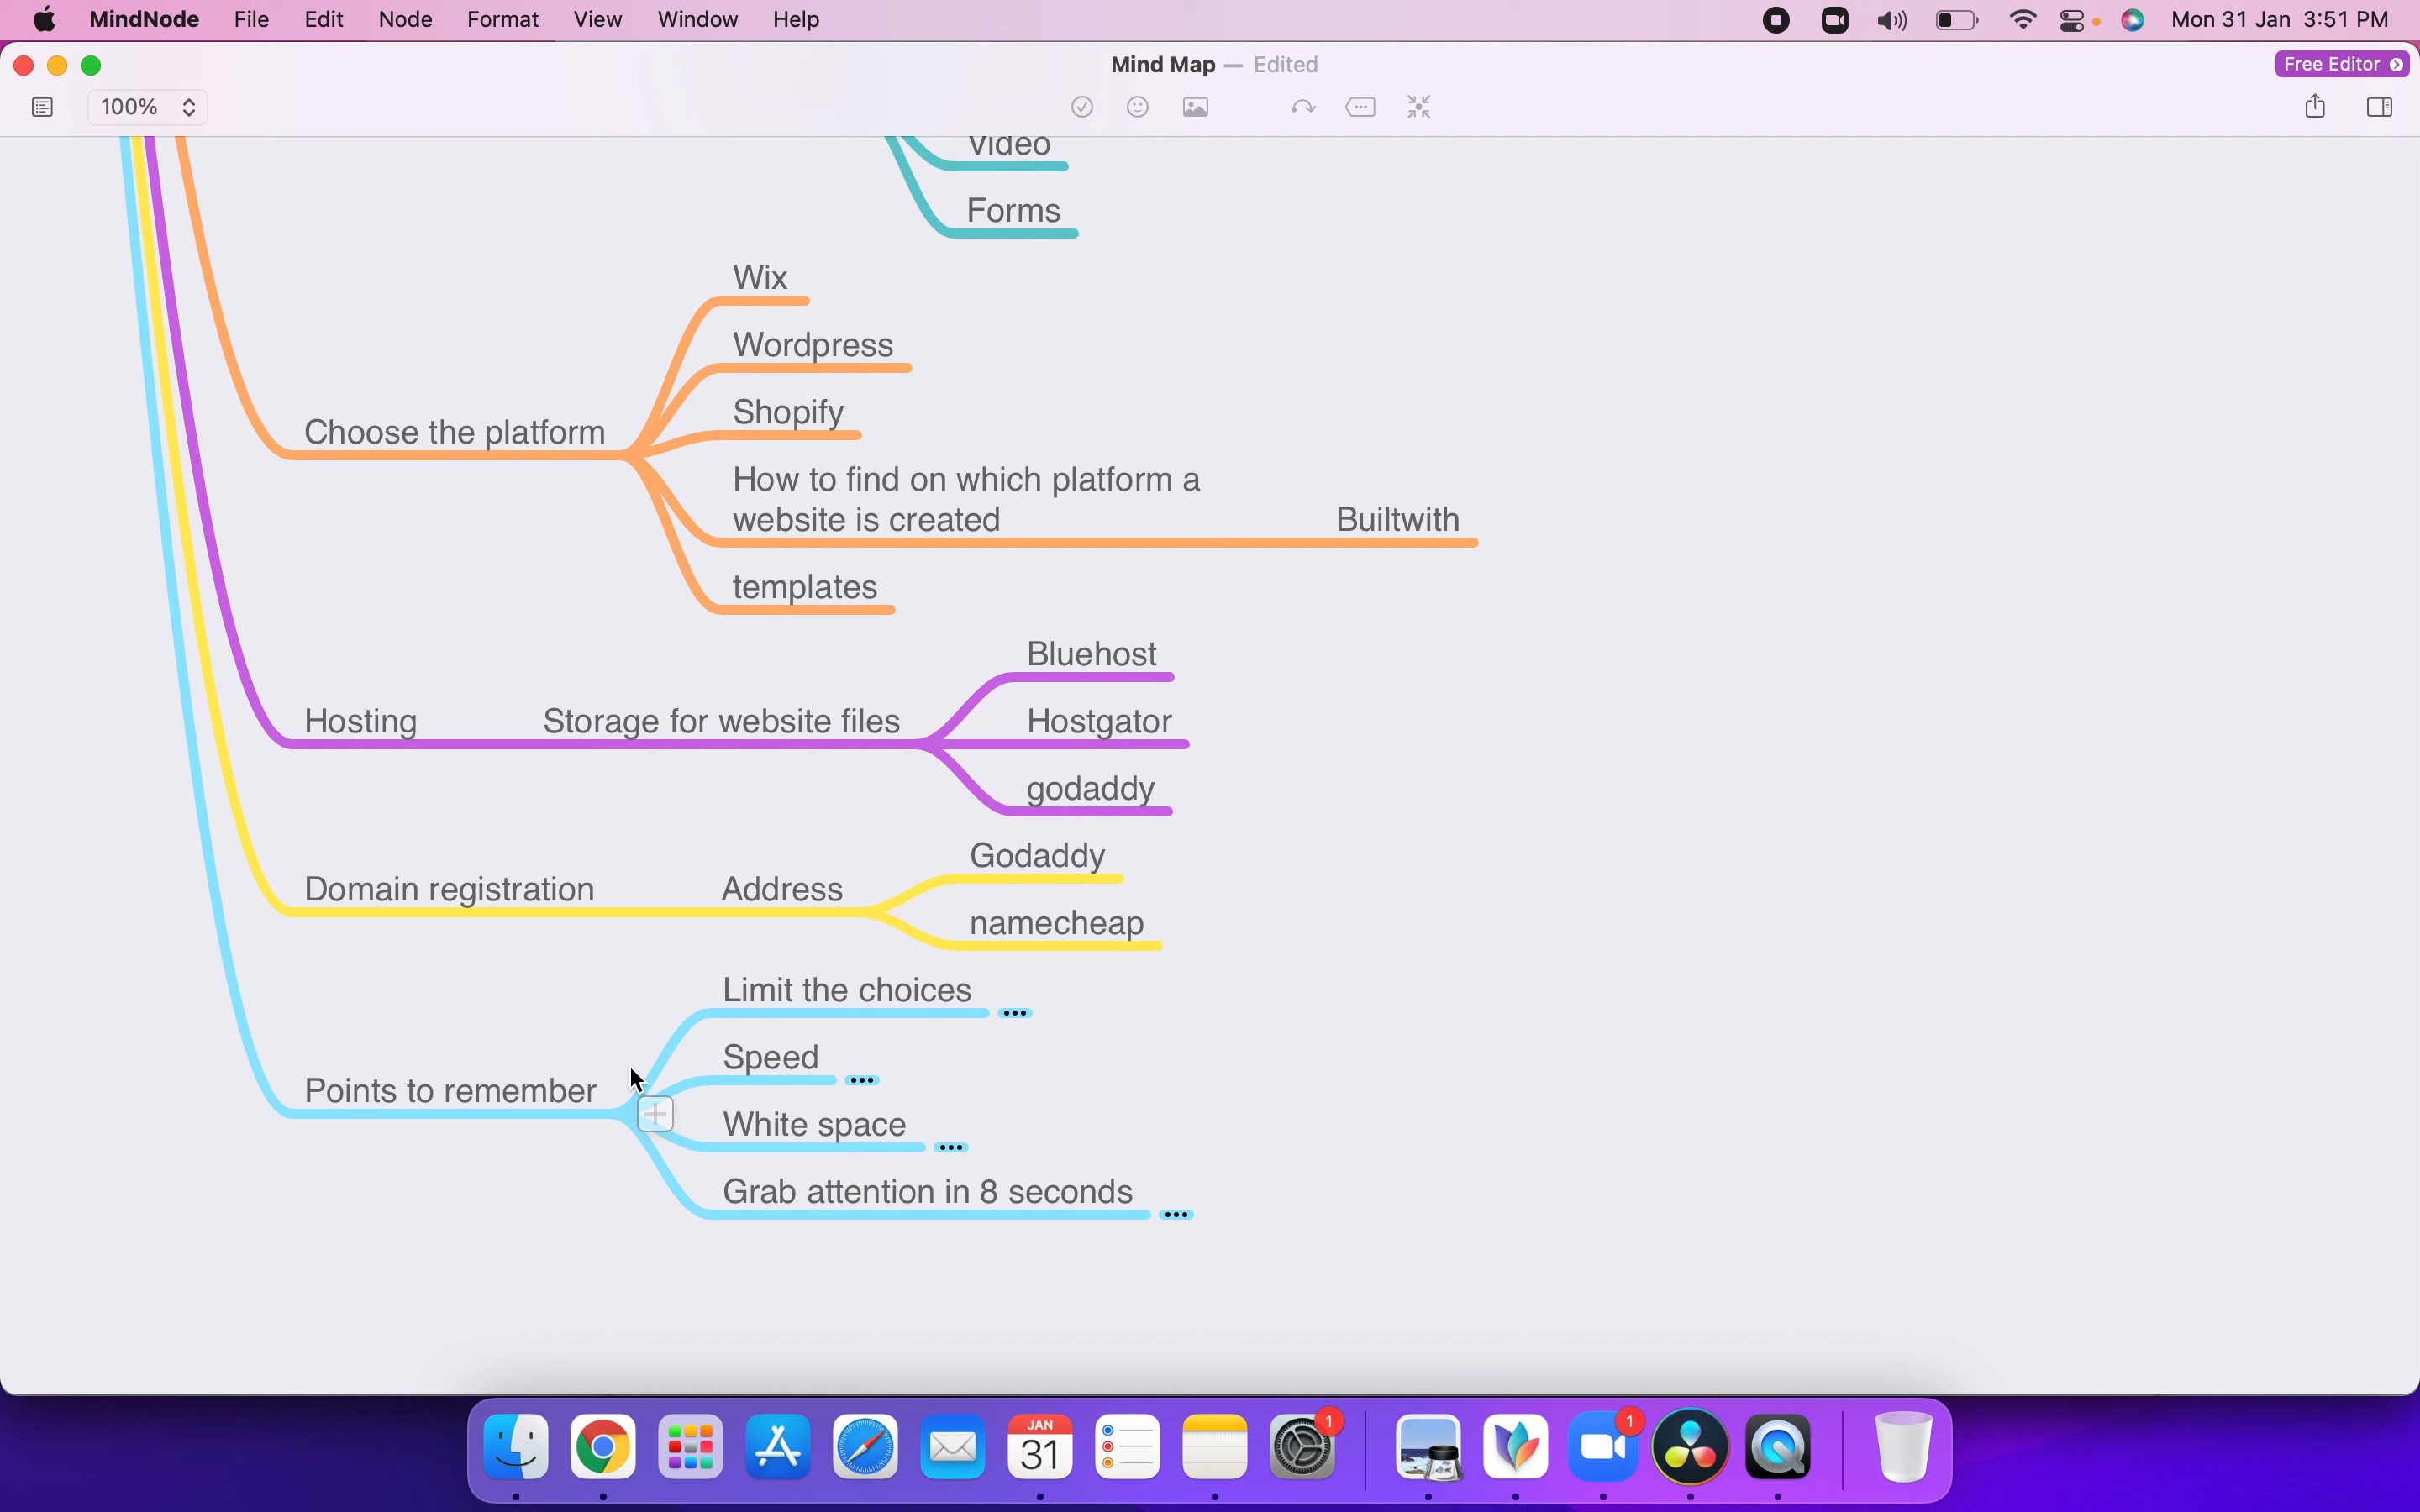 MindNode File Edit Node Format View Window Help Mon 31 Jan 3:51 PM
Mind Map — Edited
Free Editor
100%
Video
Forms
Wix
Wordpress
Shopify
Choose the platform
How to find on which platform a
website is created
Builtwith
templates
Bluehost
Hosting
Storage for website files
Hostgator
godaddy
Godaddy
Domain registration
Address
namecheap
Limit the choices
Speed
Points to remember
White space
Grab attention in 8 seconds
JAN
31
1
1